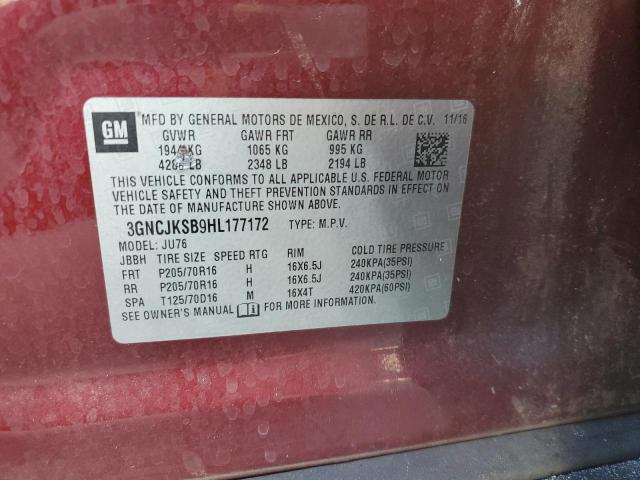 GM
MFD BY GENERAL MOTORS DE MEXICO, S. DE R.L. DE C.V. 11/16
GVWR GAWR FRT GAWR RR
KG 1065 KG 995 KG
LB 2348 LB 2194 LB
THIS VEHICLE CONFORMS TO ALL APPLICABLE U.S. FEDERAL MOTOR
VEHICLE SAFETY AND THEFT PREVENTION STANDARDS IN EFFECT ON THE
DATE OF MANUFACTURE SHOWN ABOVE.
3GNCJKSB9HL177172 TYPE: M.P.V.
MODEL: JU76
JBBH TIRE SIZE SPEED RTG RIM COLD TIRE PRESSURE
FRT P205/70R16 H 16X6.5J 240KPA(35PSI)
RR P205/70R16 H 16X6.5J 240KPA(35PSI)
SPA T125/70D16 M 16X4T 420KPA(60PSI)
SEE OWNER'S MANUAL FOR MORE INFORMATION.